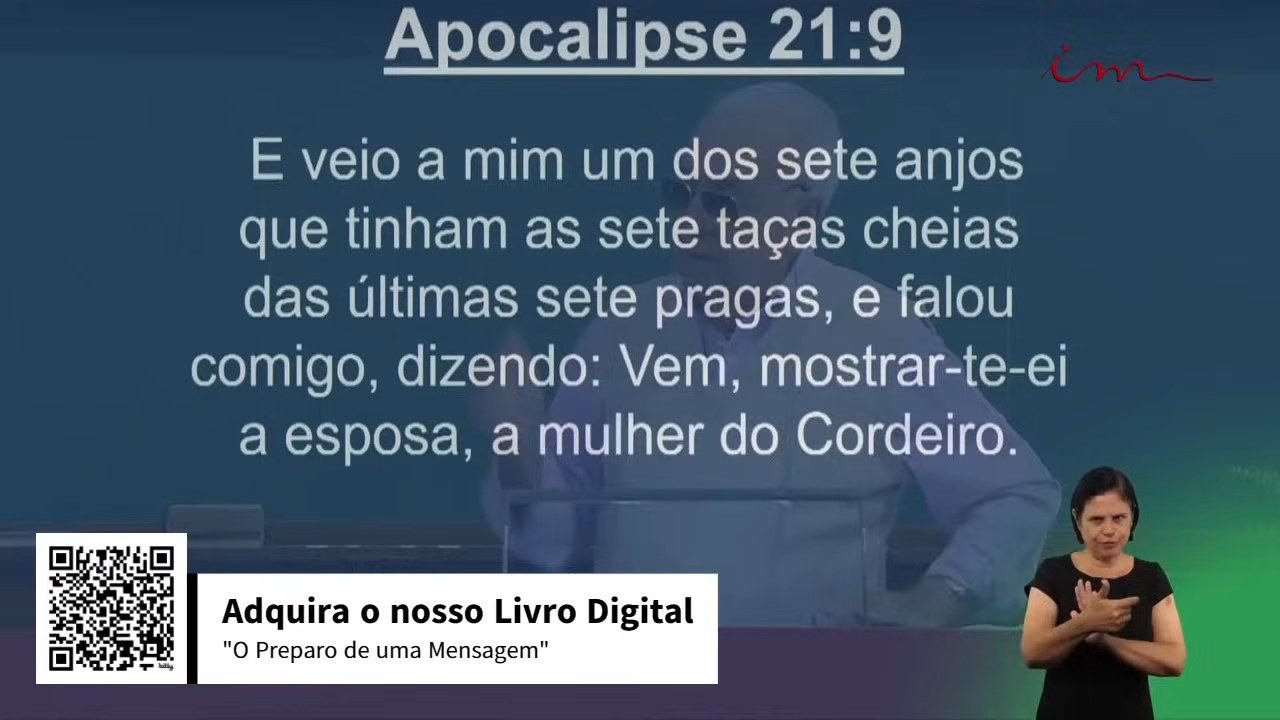 Apocalipse 21:9
im
E veio a mim um dos sete anjos
que tinham as sete taças cheias
das últimas sete pragas, e falou
comigo, dizendo: Vem, mostrar-te-ei
a esposa, a mulher do Cordeiro.
Adquira o nosso Livro Digital
"O Preparo de uma Mensagem"
bitly